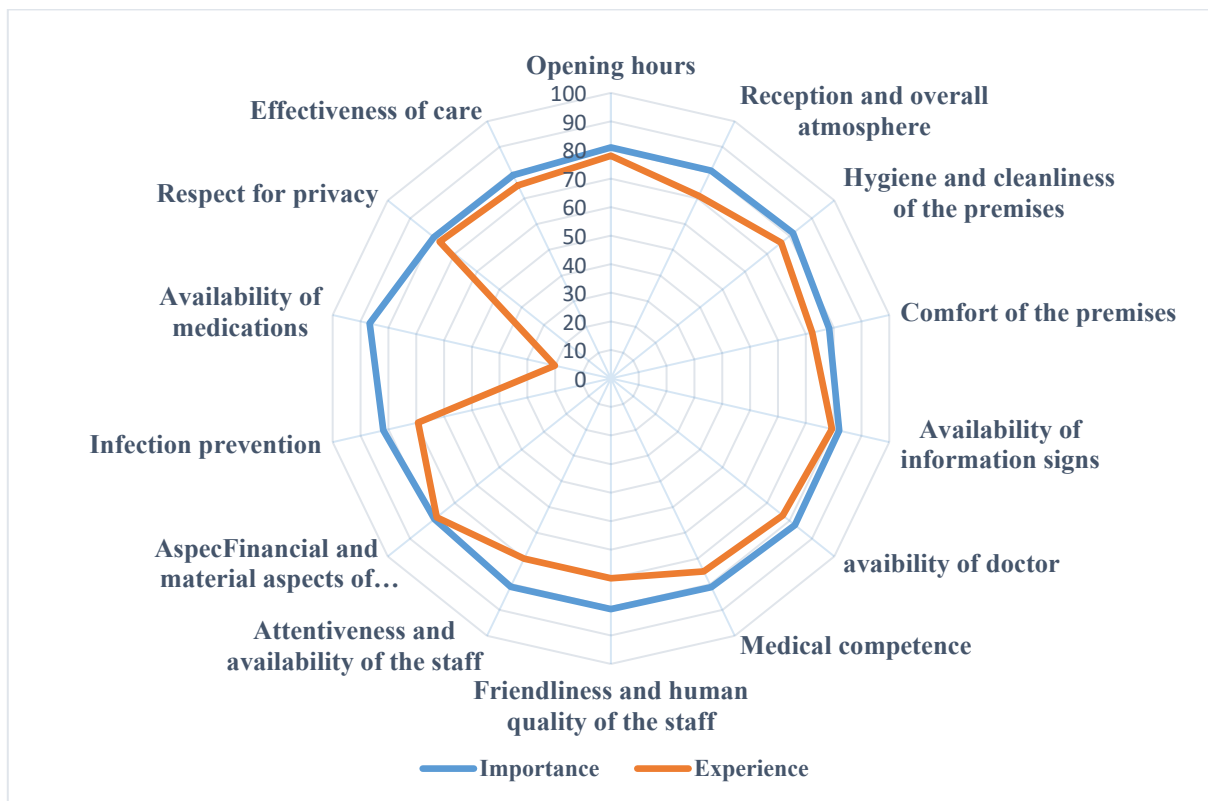 Opening hours
Reception and overall
atmosphere
Hygiene and cleanliness
of the premises
Comfort of the premises
Availability of
information signs
avaibility of doctor
Medical competence
Friendliness and human
quality of the staff
Attentiveness and
availability of the staff
AspecFinancial and
material aspects of…
Infection prevention
Availability of
medications
Respect for privacy
Effectiveness of care
100
90
80
70
60
50
40
30
20
10
0
Importance
Experience